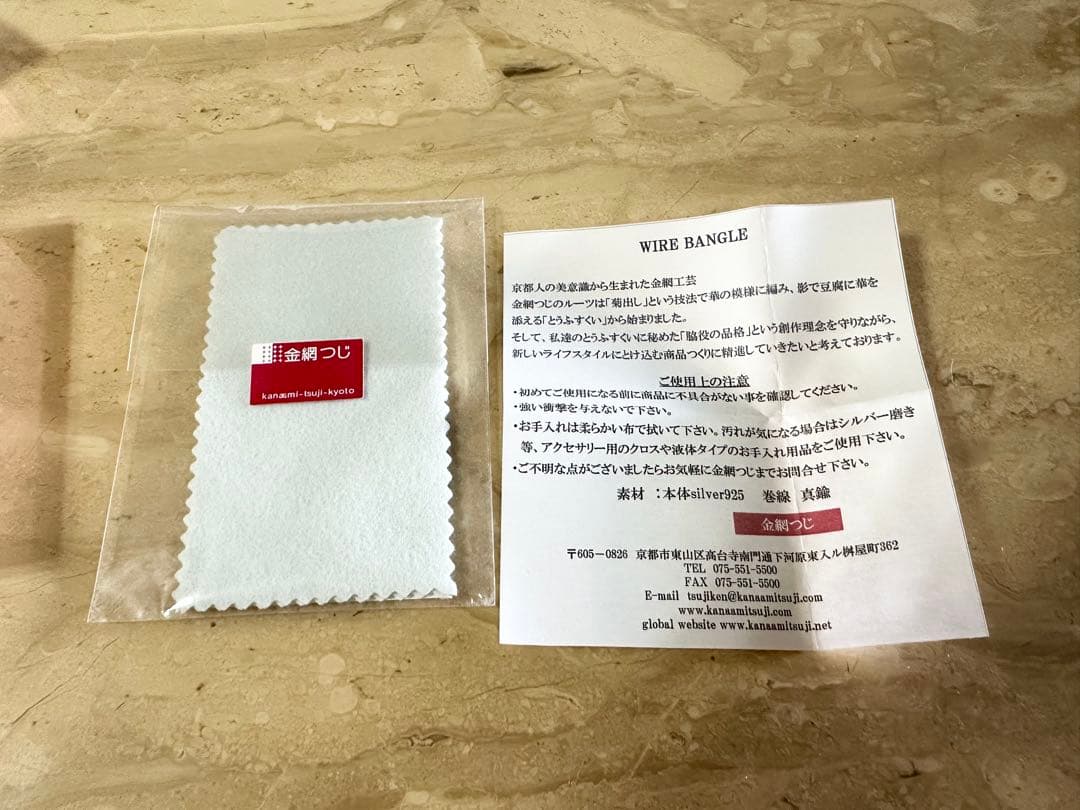 金網つじ
kanaami-tsuji-kyoto
WIRE BANGLE
京都人の美意識から生まれた金網工芸
金網つじのルーツは「菊出し」という技法で華の模様に編み、影で豆腐に華を
添える「とうふすくい」から始まりました。
そして、私達のとうふすくいに秘めた「脇役の品格」という創作理念を守りながら、
新しいライフスタイルにとけ込む商品つくりに精進していきたいと考えております。
ご使用上の注意
・初めてご使用になる前に商品に不具合がない事を確認してください。
・強い衝撃を与えないで下さい。
・お手入れは柔らかい布で拭いて下さい。汚れが気になる場合はシルバー磨き
等、アクセサリー用のクロスや液体タイプのお手入れ用品をご使用下さい。
・ご不明な点がございましたらお気軽に金網つじまでお問合せ下さい。
素材 ：本体silver925 巻線 真鍮
金網つじ
〒605－0826 京都市東山区高台寺南門通下河原東入ル桝屋町362
TEL 075-551-5500
FAX 075-551-5500
E-mail tsujiken@kanaamitsuji.com
www.kanaamitsuji.com
global website www.kanaamitsuji.net